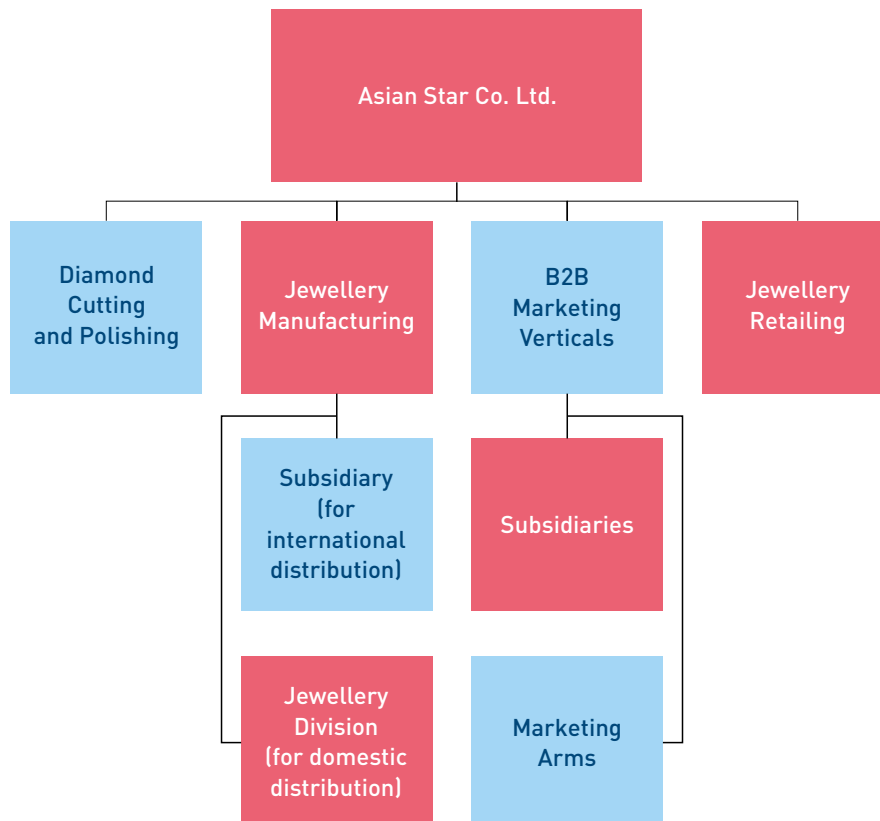 Asian Star Co. Ltd.
Diamond
Cutting
and Polishing
Jewellery
Manufacturing
B2B
Marketing
Verticals
Jewellery
Retailing
Subsidiary
(for
international
distribution)
Subsidiaries
Jewellery
Division
(for domestic
distribution)
Marketing
Arms